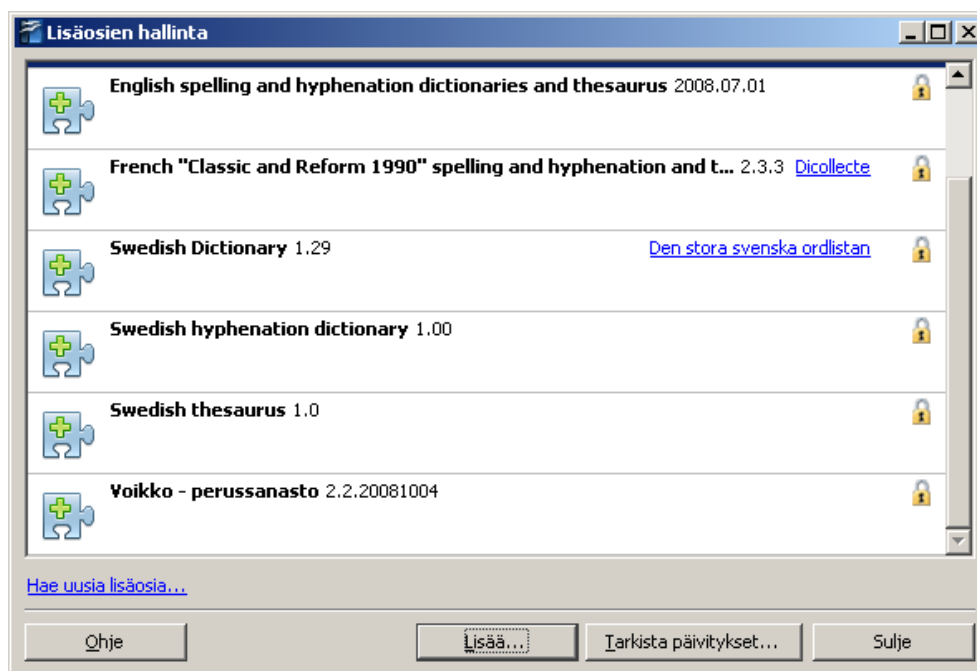 Lisäosien hallinta
English spelling and hyphenation dictionaries and thesaurus 2008.07.01
French "Classic and Reform 1990" spelling and hyphenation and t... 2.3.3 Dicollecte
Swedish Dictionary 1.29 Den stora svenska ordlistan
Swedish hyphenation dictionary 1.00
Swedish thesaurus 1.0
Voikko - perussanasto 2.2.20081004
Hae uusia lisäosia...
Ohje Lisää... Tarkista päivitykset... Sulje